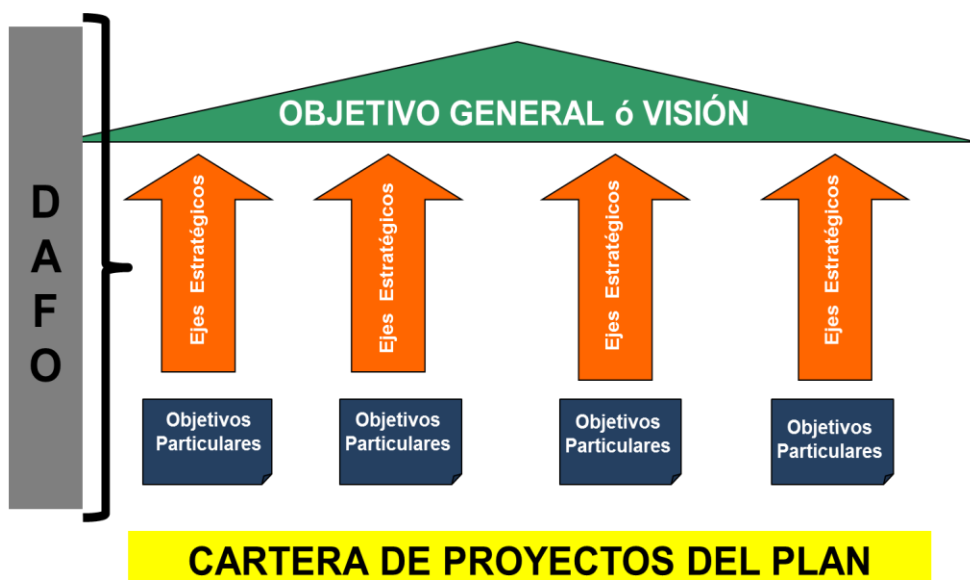 DAFO
OBJETIVO GENERAL ó VISIÓN
Ejes Estratégicos
Ejes Estratégicos
Ejes Estratégicos
Ejes Estratégicos
Objetivos
Particulares
Objetivos
Particulares
Objetivos
Particulares
Objetivos
Particulares
CARTERA DE PROYECTOS DEL PLAN